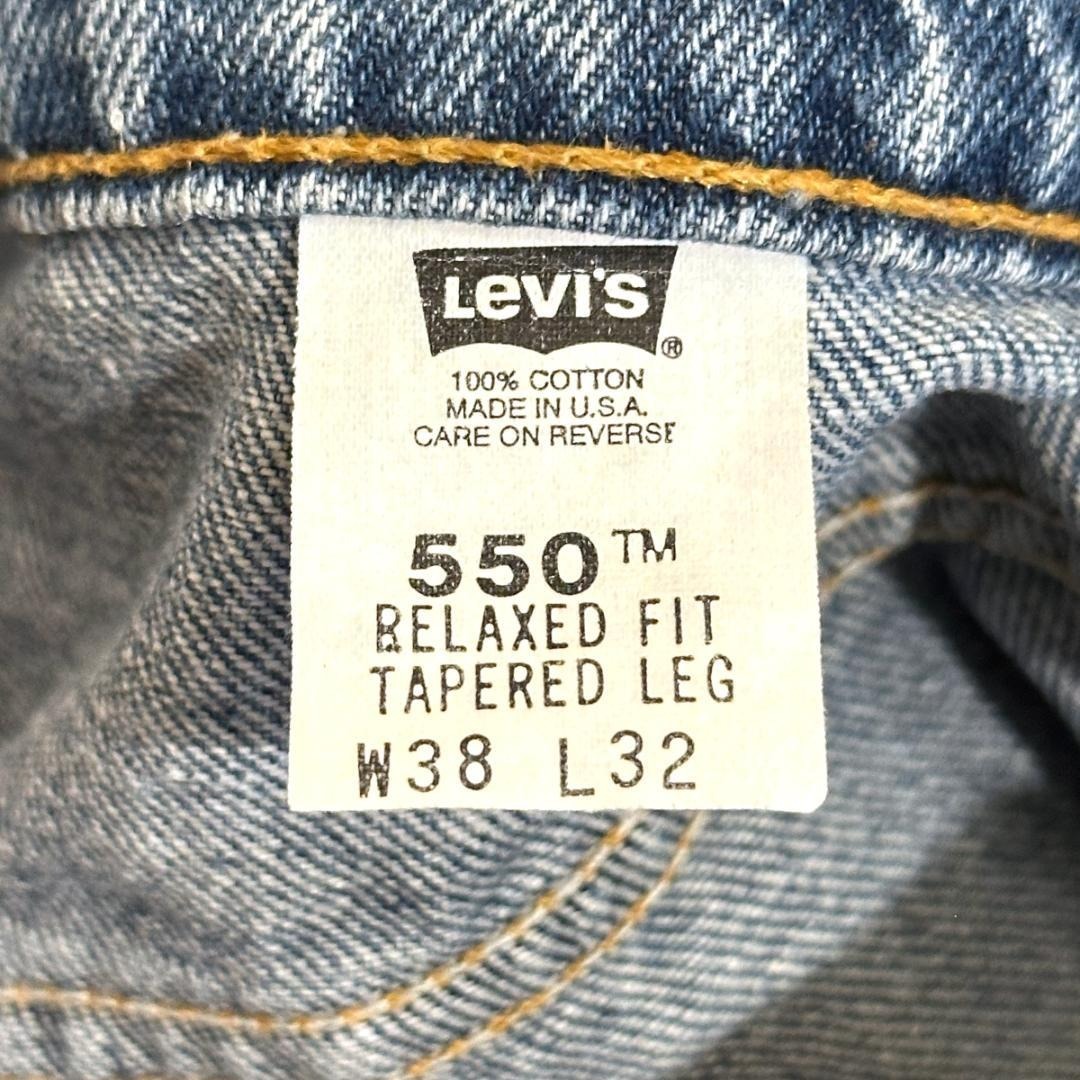 Levi's ®
100% COTTON
MADE IN U.S.A.
CARE ON REVERSE
550™
RELAXED FIT
TAPERED LEG
W38 L32